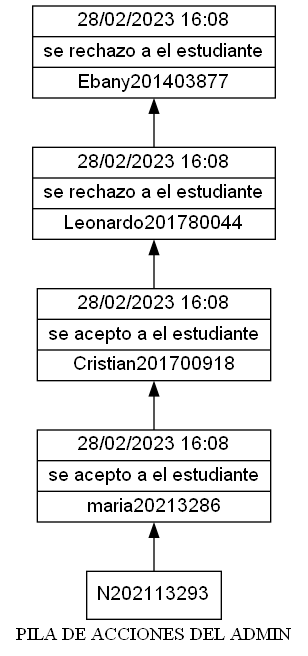 28/02/2023 16:08
se rechazo a el estudiante
Ebany201403877
28/02/2023 16:08
se rechazo a el estudiante
Leonardo201780044
28/02/2023 16:08
se acepto a el estudiante
Cristian201700918
28/02/2023 16:08
se acepto a el estudiante
maria20213286
N202113293
PILA DE ACCIONES DEL ADMIN